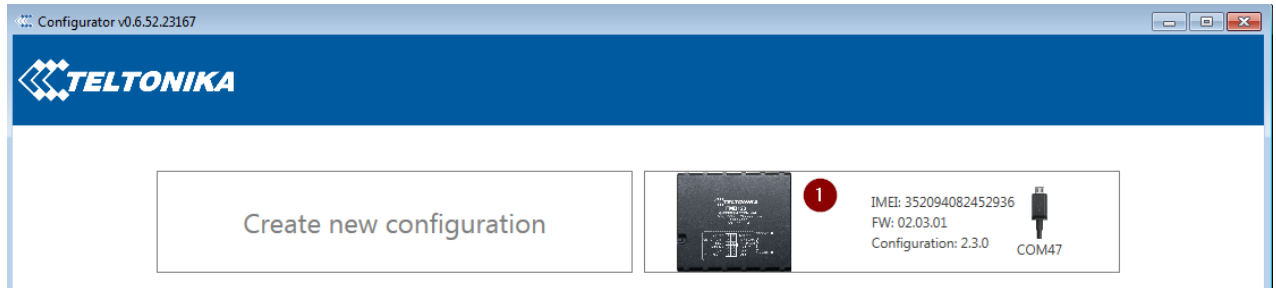 Configurator v0.6.52.23167
TELTONIKA
Create new configuration
TELTONIKA
1
IMEI: 352094082452936
FW: 02.03.01
Configuration: 2.3.0
COM47